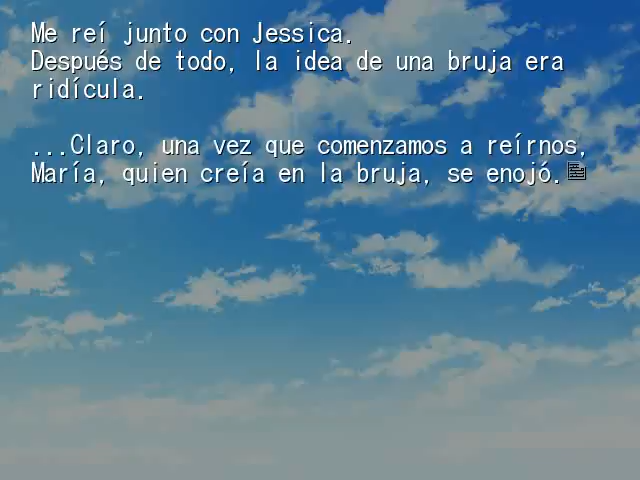 Me reí junto con Jessica.
Después de todo, la idea de una bruja era
ridícula.
...Claro, una vez que comenzamos a reírnos,
María, quien creía en la bruja, se enojó.